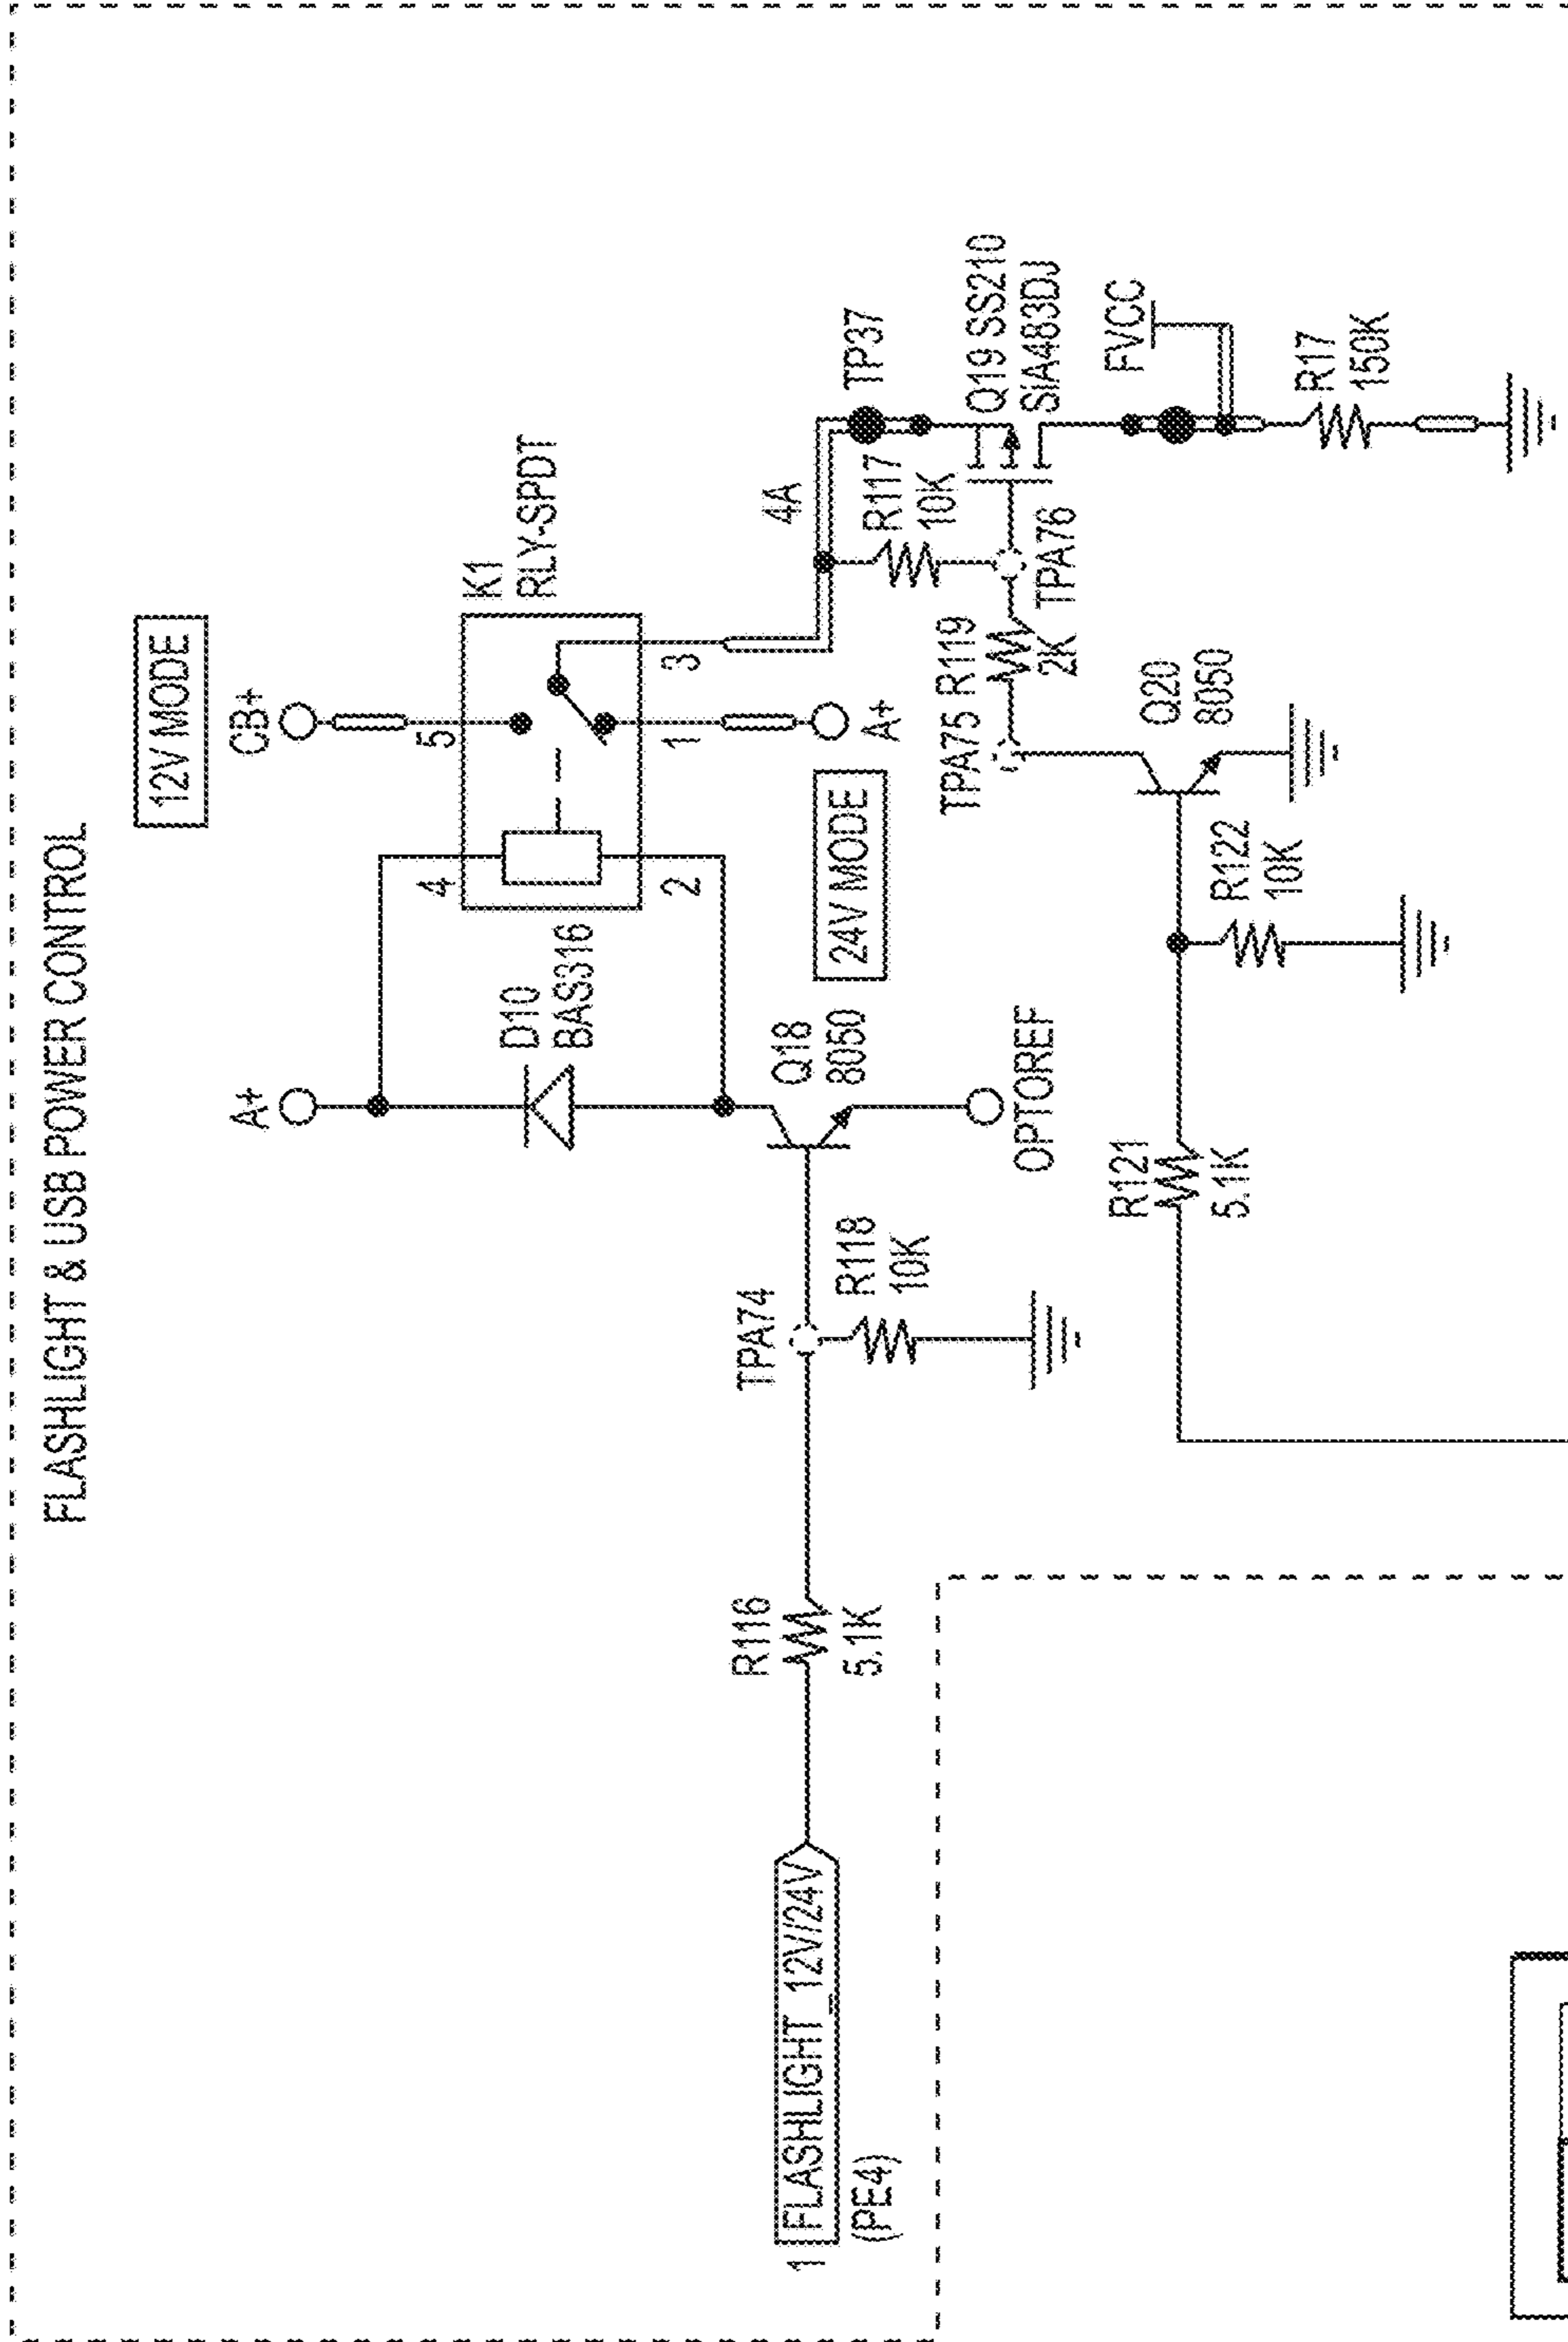 FLASHLIGHT & USB POWER CONTROL
12V MODE
A+
CB+
4
5
K1
RLY-SPDT
D10
BAS316
2
1
3
4A
TP37
1
FLASHLIGHT_12V/24V
(PE4)
R116
5.1K
TPA74
R118
10K
Q18
8050
OPTOREF
24V MODE
A+
R117
10K
TPA75
R119
2K
TPA76
Q19 SS210
SIA483DJ
R121
5.1K
R122
10K
Q20
8050
FVCC
R17
150K